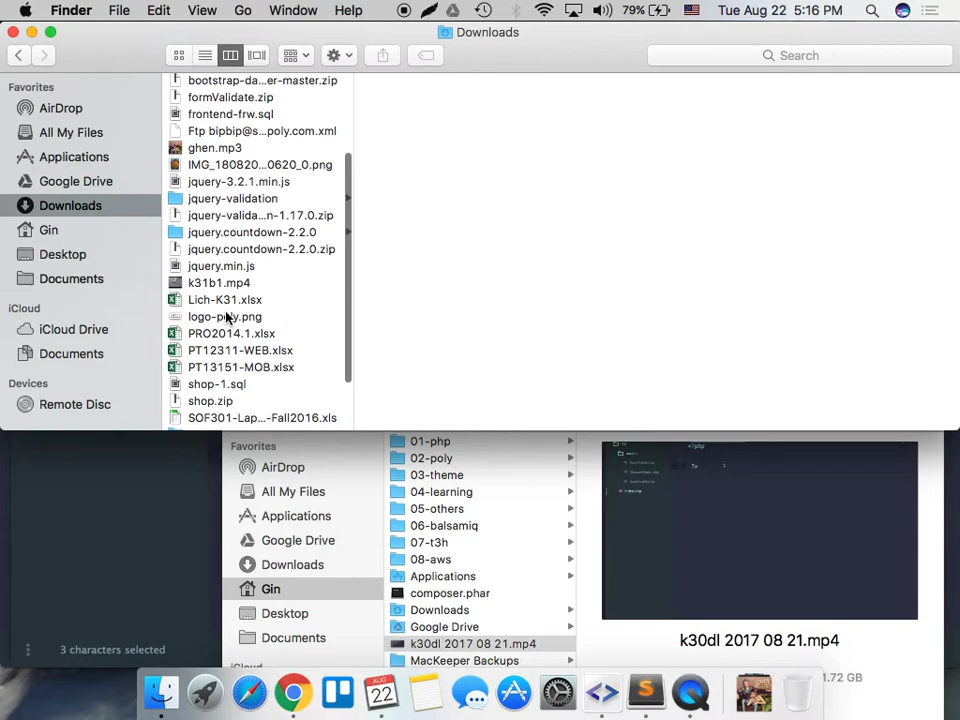 Finder File Edit View Go Window Help 79% Tue Aug 22 5:16 PM
Downloads
Search
Favorites
AirDrop
All My Files
Applications
Google Drive
Downloads
Gin
Desktop
Documents
iCloud
iCloud Drive
Documents
Devices
Remote Disc
bootstrap-da...er-master.zip
formValidate.zip
frontend-frw.sql
Ftp bipbip@s...poly.com.xml
ghen.mp3
IMG_180820...0620_0.png
jquery-3.2.1.min.js
jquery-validation
jquery-valida...n-1.17.0.zip
jquery.countdown-2.2.0
jquery.countdown-2.2.0.zip
jquery.min.js
k31b1.mp4
Lich-K31.xlsx
logo-poly.png
PRO2014.1.xlsx
PT12311-WEB.xlsx
PT13151-MOB.xlsx
shop-1.sql
shop.zip
SOF301-Lap...-Fall2016.xls
Favorites
AirDrop
All My Files
Applications
Google Drive
Downloads
Gin
Desktop
Documents
iCloud
01-php
02-poly
03-theme
04-learning
05-others
06-balsamiq
07-t3h
08-aws
Applications
composer.phar
Downloads
Google Drive
k30dl 2017 08 21.mp4
MacKeeper Backups
<?php
?>
k30dl 2017 08 21.mp4
1.72 GB
3 characters selected
AUG
22